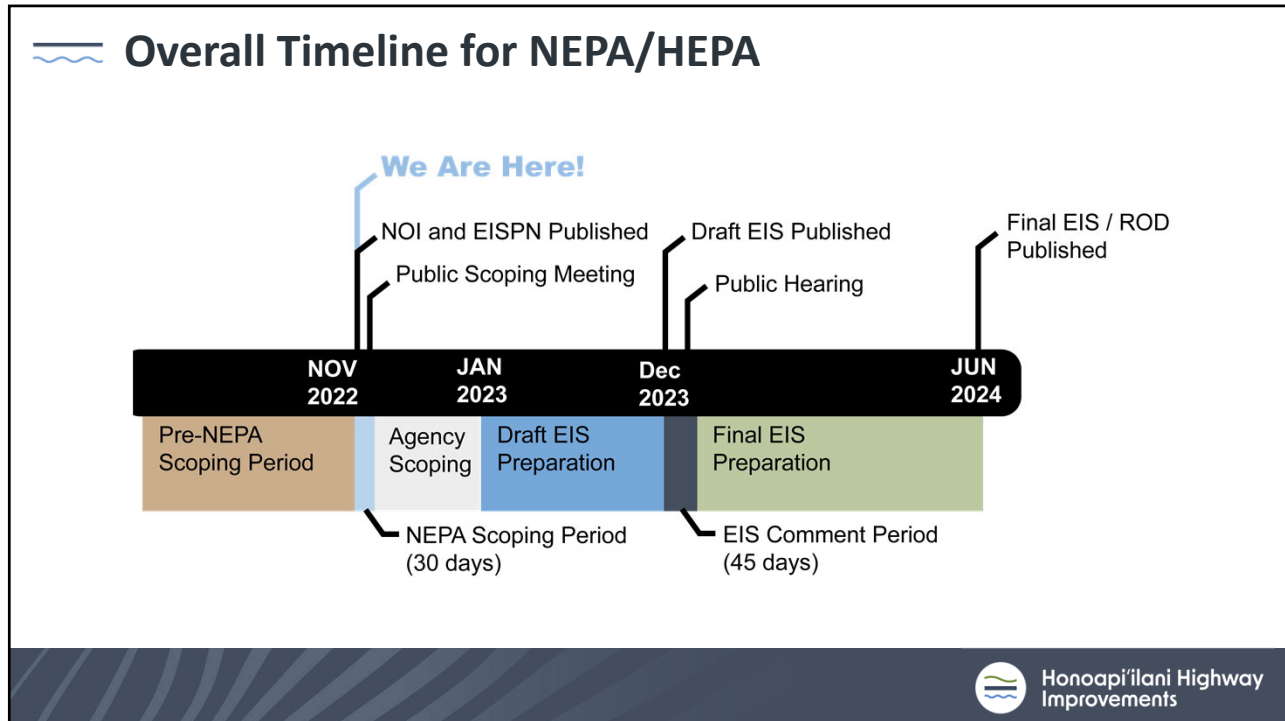 Overall Timeline for NEPA/HEPA
We Are Here!
NOI and EISPN Published
Public Scoping Meeting
Draft EIS Published
Public Hearing
Final EIS / ROD
Published
NOV
2022
JAN
2023
Dec
2023
JUN
2024
Pre-NEPA
Scoping Period
Agency
Scoping
Draft EIS
Preparation
Final EIS
Preparation
NEPA Scoping Period
(30 days)
EIS Comment Period
(45 days)
Honoapi‘ilani Highway
Improvements